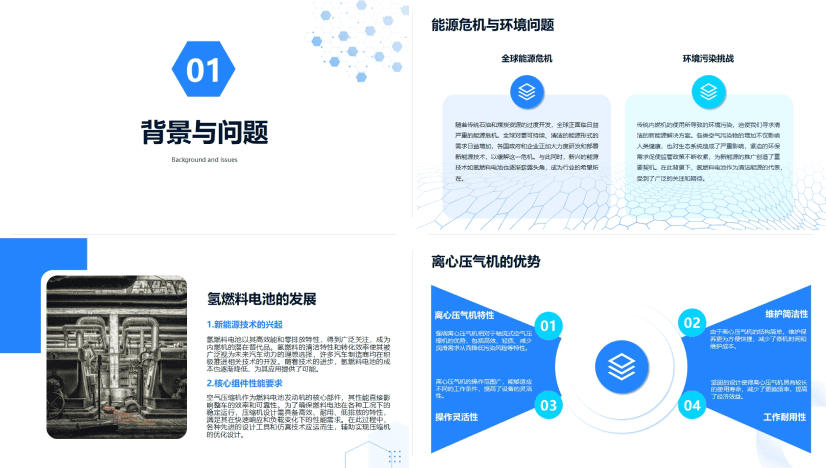 01
背景与问题
Background and issues
能源危机与环境问题
全球能源危机
随着传统石油和煤炭资源的过度开发，全球正面临日益
严重的能源危机。全球对更可持续、清洁的能源形式的
需求日益增加，各国政府和企业正加大力度研发和部署
新能源技术，以缓解这一危机。与此同时，新兴的能源
技术如氢燃料电池也逐渐崭露头角，成为行业的希望所
在。
环境污染挑战
传统内燃机的使用所导致的环境污染，迫使我们寻求清
洁的新能源解决方案。各类空气污染物的增加不仅影响
人类健康，也对生态系统造成了严重影响，紧迫的环保
需求促使监管政策不断收紧，为新能源的推广创造了重
要契机。在此背景下，氢燃料电池作为清洁能源的代表，
受到了广泛的关注和期待。
氢燃料电池的发展
1.新能源技术的兴起
氢燃料电池以其高效能和零排放特性，得到广泛关注，成为
内燃机的潜在替代品。氢燃料的清洁特性和转化效率使其被
广泛视为未来汽车动力的理想选择，许多汽车制造商均在积
极推进相关技术的开发。随着技术的进步，氢燃料电池的成
本也逐渐降低，为其应用提供了可能。
2.核心组件性能要求
空气压缩机作为燃料电池发动机的核心部件，其性能直接影
响整车的效率和可靠性。为了确保燃料电池在各种工况下的
稳定运行，压缩机设计需具备高效、耐用、低排放的特性，
满足其在快速响应和负载变化下的性能需求。在此过程中，
各种先进的设计工具和仿真技术应运而生，辅助实现压缩机
的优化设计。
离心压气机的优势
离心压气机特性
强调离心压气机相对于轴流式空气压
缩机的优势，包括高效、轻质、减少
润滑需求从而降低污染风险等特性。
01
02
维护简洁性
由于离心压气机的结构简单，维护保
养更为方便快捷，减少了停机时间和
维护成本。
离心压气机的操作范围广，能够适应
不同的工作条件，提高了设备的灵活
性。
操作灵活性
03
04
坚固的设计使得离心压气机具有较长
的使用寿命，减少了更换频率，提高
了经济效益。
工作耐用性